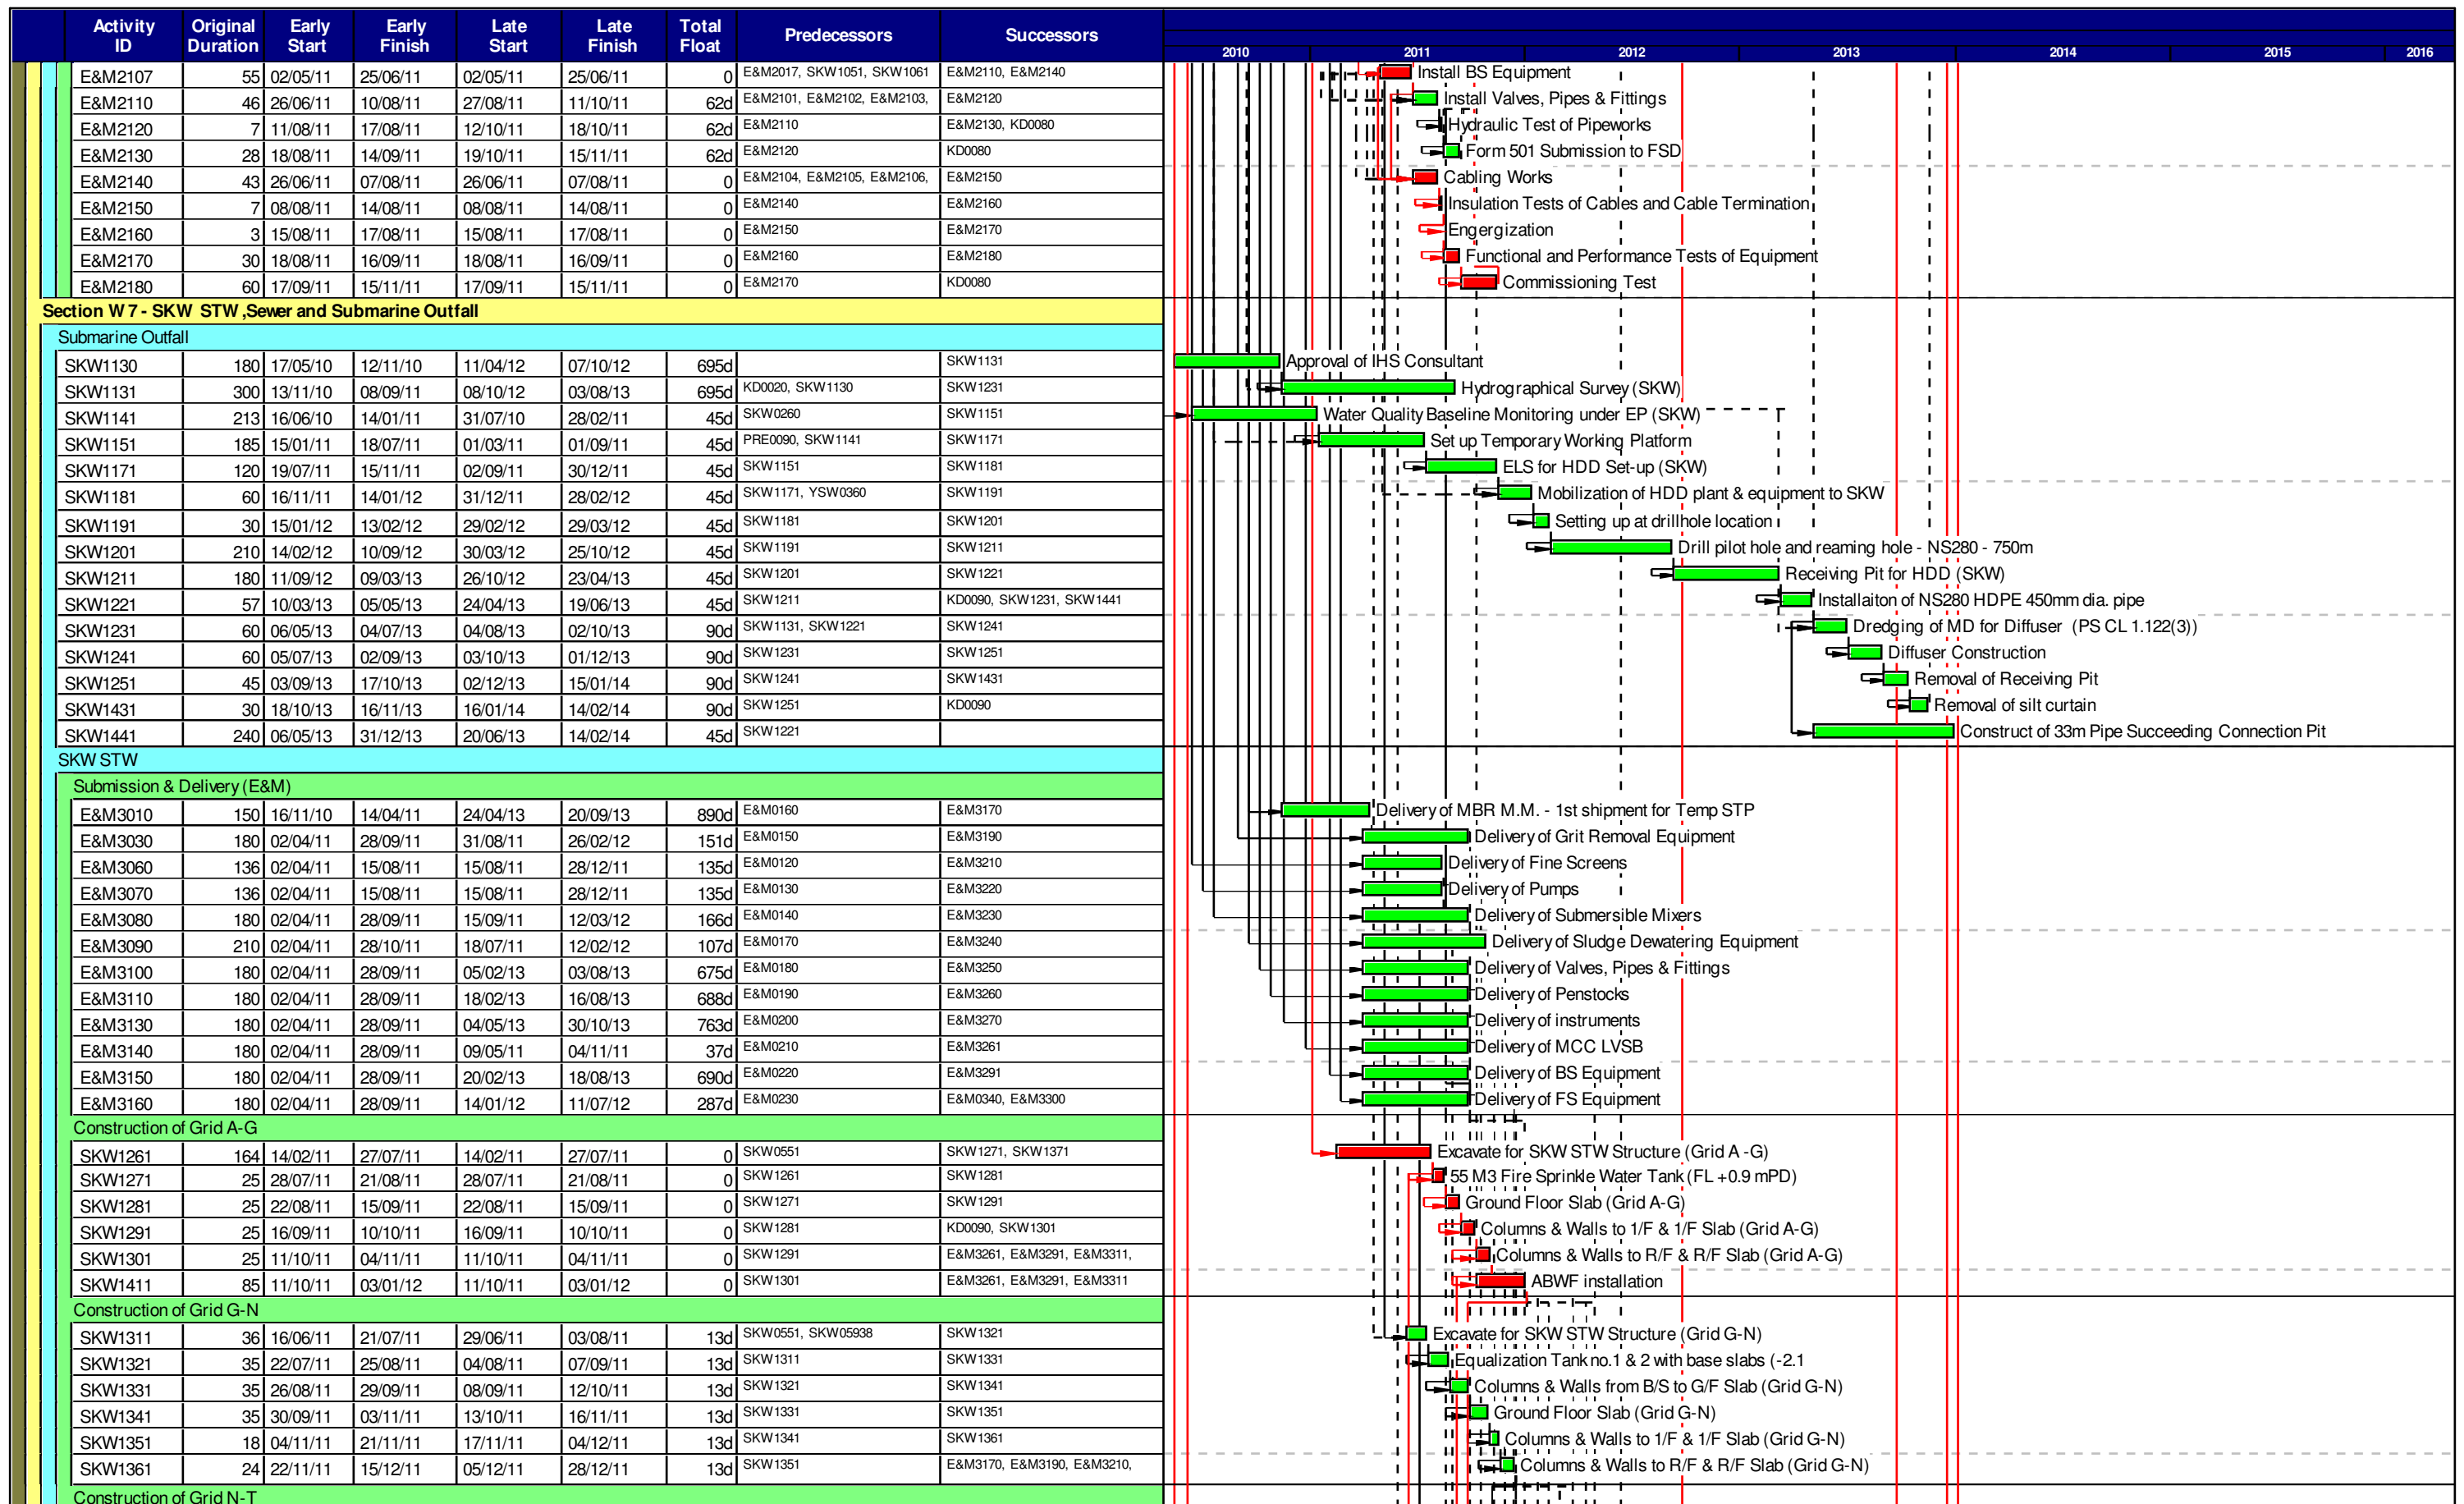 Activity ID Original Duration Early Start Early Finish Late Start Late Finish Total Float Predecessors Successors 2010 2011 2012 2013 2014 2015 2016
E&M2107 55 02/05/11 25/06/11 02/05/11 25/06/11 0 E&M2017, SKW1051, SKW1061 E&M2110, E&M2140 Install BS Equipment
E&M2110 46 26/06/11 10/08/11 27/08/11 11/10/11 62d E&M2101, E&M2102, E&M2103, E&M2120 Install Valves, Pipes & Fittings
E&M2120 7 11/08/11 17/08/11 12/10/11 18/10/11 62d E&M2110 E&M2130, KD0080 Hydraulic Test of Pipeworks
E&M2130 28 18/08/11 14/09/11 19/10/11 15/11/11 62d E&M2120 KD0080 Form 501 Submission to FSD
E&M2140 43 26/06/11 07/08/11 26/06/11 07/08/11 0 E&M2104, E&M2105, E&M2106, E&M2150 Cabling Works
E&M2150 7 08/08/11 14/08/11 08/08/11 14/08/11 0 E&M2140 E&M2160 Insulation Tests of Cables and Cable Termination
E&M2160 3 15/08/11 17/08/11 15/08/11 17/08/11 0 E&M2150 E&M2170 Engergization
E&M2170 30 18/08/11 16/09/11 18/08/11 16/09/11 0 E&M2160 E&M2180 Functional and Performance Tests of Equipment
E&M2180 60 17/09/11 15/11/11 17/09/11 15/11/11 0 E&M2170 KD0080 Commissioning Test
Section W7 - SKW STW ,Sewer and Submarine Outfall
Submarine Outfall
SKW1130 180 17/05/10 12/11/10 11/04/12 07/10/12 695d SKW1131 Approval of IHS Consultant
SKW1131 300 13/11/10 08/09/11 08/10/12 03/08/13 695d KD0020, SKW1130 SKW1231 Hydrographical Survey (SKW)
SKW1141 213 16/06/10 14/01/11 31/07/10 28/02/11 45d SKW0260 SKW1151 Water Quality Baseline Monitoring under EP (SKW)
SKW1151 185 15/01/11 18/07/11 01/03/11 01/09/11 45d PRE0090, SKW1141 SKW1171 Set up Temporary Working Platform
SKW1171 120 19/07/11 15/11/11 02/09/11 30/12/11 45d SKW1151 SKW1181 ELS for HDD Set-up (SKW)
SKW1181 60 16/11/11 14/01/12 31/12/11 28/02/12 45d SKW1171, YSW0360 SKW1191 Mobilization of HDD plant & equipment to SKW
SKW1191 30 15/01/12 13/02/12 29/02/12 29/03/12 45d SKW1181 SKW1201 Setting up at drillhole location
SKW1201 210 14/02/12 10/09/12 30/03/12 25/10/12 45d SKW1191 SKW1211 Drill pilot hole and reaming hole - NS280 - 750m
SKW1211 180 11/09/12 09/03/13 26/10/12 23/04/13 45d SKW1201 SKW1221 Receiving Pit for HDD (SKW)
SKW1221 57 10/03/13 05/05/13 24/04/13 19/06/13 45d SKW1211 KD0090, SKW1231, SKW1441 Installaiton of NS280 HDPE 450mm dia. pipe
SKW1231 60 06/05/13 04/07/13 04/08/13 02/10/13 90d SKW1131, SKW1221 SKW1241 Dredging of MD for Diffuser (PS CL 1.122(3))
SKW1241 60 05/07/13 02/09/13 03/10/13 01/12/13 90d SKW1231 SKW1251 Diffuser Construction
SKW1251 45 03/09/13 17/10/13 02/12/13 15/01/14 90d SKW1241 SKW1431 Removal of Receiving Pit
SKW1431 30 18/10/13 16/11/13 16/01/14 14/02/14 90d SKW1251 KD0090 Removal of silt curtain
SKW1441 240 06/05/13 31/12/13 20/06/13 14/02/14 45d SKW1221 Construct of 33m Pipe Succeeding Connection Pit
SKW STW
Submission & Delivery (E&M)
E&M3010 150 16/11/10 14/04/11 24/04/13 20/09/13 890d E&M0160 E&M3170 Delivery of MBR M.M. - 1st shipment for Temp STP
E&M3030 180 02/04/11 28/09/11 31/08/11 26/02/12 151d E&M0150 E&M3190 Delivery of Grit Removal Equipment
E&M3060 136 02/04/11 15/08/11 15/08/11 28/12/11 135d E&M0120 E&M3210 Delivery of Fine Screens
E&M3070 136 02/04/11 15/08/11 15/08/11 28/12/11 135d E&M0130 E&M3220 Delivery of Pumps
E&M3080 180 02/04/11 28/09/11 15/09/11 12/03/12 166d E&M0140 E&M3230 Delivery of Submersible Mixers
E&M3090 210 02/04/11 28/10/11 18/07/11 12/02/12 107d E&M0170 E&M3240 Delivery of Sludge Dewatering Equipment
E&M3100 180 02/04/11 28/09/11 05/02/13 03/08/13 675d E&M0180 E&M3250 Delivery of Valves, Pipes & Fittings
E&M3110 180 02/04/11 28/09/11 18/02/13 16/08/13 688d E&M0190 E&M3260 Delivery of Penstocks
E&M3130 180 02/04/11 28/09/11 04/05/13 30/10/13 763d E&M0200 E&M3270 Delivery of instruments
E&M3140 180 02/04/11 28/09/11 09/05/11 04/11/11 37d E&M0210 E&M3261 Delivery of MCC LVSB
E&M3150 180 02/04/11 28/09/11 20/02/13 18/08/13 690d E&M0220 E&M3291 Delivery of BS Equipment
E&M3160 180 02/04/11 28/09/11 14/01/12 11/07/12 287d E&M0230 E&M0340, E&M3300 Delivery of FS Equipment
Construction of Grid A-G
SKW1261 164 14/02/11 27/07/11 14/02/11 27/07/11 0 SKW0551 SKW1271, SKW1371 Excavate for SKW STW Structure (Grid A -G)
SKW1271 25 28/07/11 21/08/11 28/07/11 21/08/11 0 SKW1261 SKW1281 55 M3 Fire Sprinkle Water Tank (FL +0.9 mPD)
SKW1281 25 22/08/11 15/09/11 22/08/11 15/09/11 0 SKW1271 SKW1291 Ground Floor Slab (Grid A-G)
SKW1291 25 16/09/11 10/10/11 16/09/11 10/10/11 0 SKW1281 KD0090, SKW1301 Columns & Walls to 1/F & 1/F Slab (Grid A-G)
SKW1301 25 11/10/11 04/11/11 11/10/11 04/11/11 0 SKW1291 E&M3261, E&M3291, E&M3311, Columns & Walls to R/F & R/F Slab (Grid A-G)
SKW1411 85 11/10/11 03/01/12 11/10/11 03/01/12 0 SKW1301 E&M3261, E&M3291, E&M3311 ABWF installation
Construction of Grid G-N
SKW1311 36 16/06/11 21/07/11 29/06/11 03/08/11 13d SKW0551, SKW05938 SKW1321 Excavate for SKW STW Structure (Grid G-N)
SKW1321 35 22/07/11 25/08/11 04/08/11 07/09/11 13d SKW1311 SKW1331 Equalization Tank no.1 & 2 with base slabs (-2.1
SKW1331 35 26/08/11 29/09/11 08/09/11 12/10/11 13d SKW1321 SKW1341 Columns & Walls from B/S to G/F Slab (Grid G-N)
SKW1341 35 30/09/11 03/11/11 13/10/11 16/11/11 13d SKW1331 SKW1351 Ground Floor Slab (Grid G-N)
SKW1351 18 04/11/11 21/11/11 17/11/11 04/12/11 13d SKW1341 SKW1361 Columns & Walls to 1/F & 1/F Slab (Grid G-N)
SKW1361 24 22/11/11 15/12/11 05/12/11 28/12/11 13d SKW1351 E&M3170, E&M3190, E&M3210, Columns & Walls to R/F & R/F Slab (Grid G-N)
Construction of Grid N-T